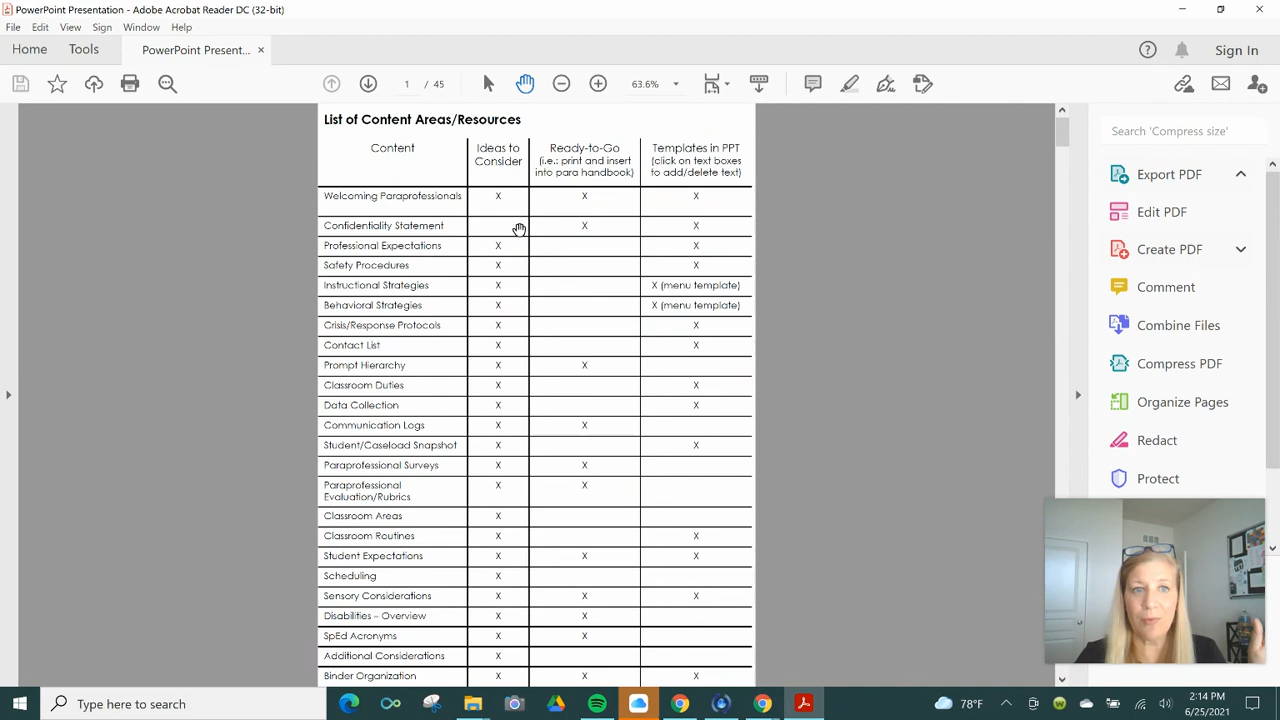 PowerPoint Presentation - Adobe Acrobat Reader DC (32-bit)
File Edit View Sign Window Help
Home Tools PowerPoint Present... × Sign In
1 / 45 63.6%
List of Content Areas/Resources
Content
Ideas to
Consider
Ready-to-Go
(i.e.: print and insert
into para handbook)
Templates in PPT
(click on text boxes
to add/delete text)
Welcoming Paraprofessionals X X X
Confidentiality Statement X X
Professional Expectations X X
Safety Procedures X X
Instructional Strategies X X (menu template)
Behavioral Strategies X X (menu template)
Crisis/Response Protocols X X
Contact List X X
Prompt Hierarchy X X
Classroom Duties X X
Data Collection X X
Communication Logs X X
Student/Caseload Snapshot X X
Paraprofessional Surveys X X
Paraprofessional X X
Evaluation/Rubrics
Classroom Areas X
Classroom Routines X X
Student Expectations X X X
Scheduling X
Sensory Considerations X X X
Disabilities – Overview X X
SpEd Acronyms X X
Additional Considerations X
Binder Organization X X X
Search 'Compress size'
Export PDF
Edit PDF
Create PDF
Comment
Combine Files
Compress PDF
Organize Pages
Redact
Protect
Type here to search
78°F
2:14 PM
6/25/2021